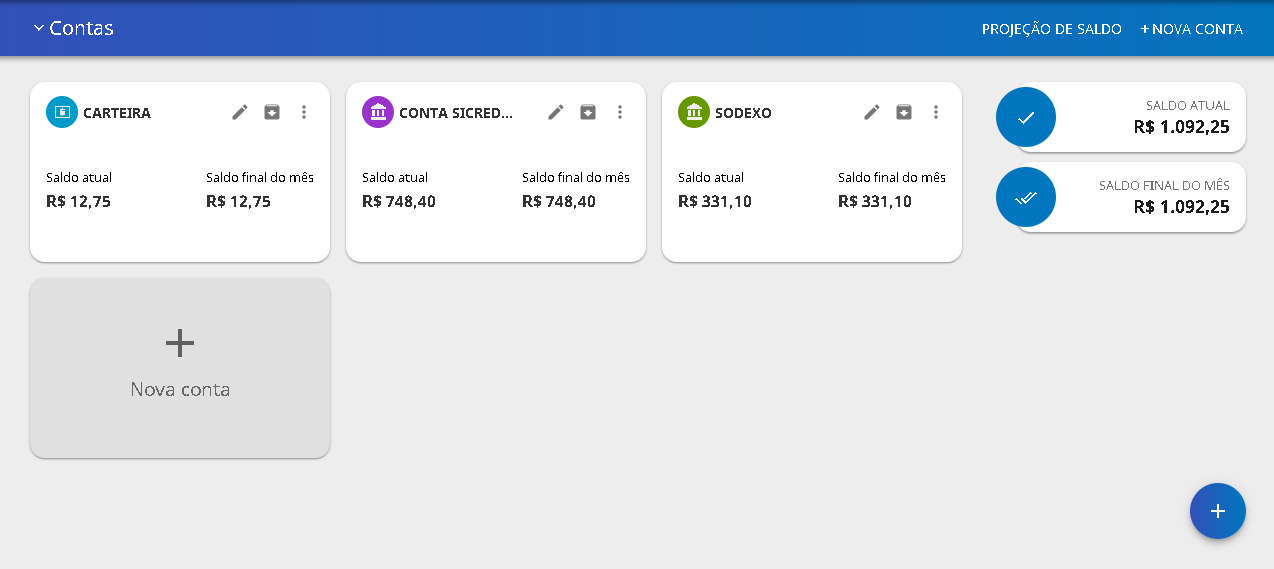 Contas
PROJEÇÃO DE SALDO
+ NOVA CONTA
CARTEIRA
Saldo atual
R$ 12,75
Saldo final do mês
R$ 12,75
CONTA SICRED...
Saldo atual
R$ 748,40
Saldo final do mês
R$ 748,40
SODEXO
Saldo atual
R$ 331,10
Saldo final do mês
R$ 331,10
SALDO ATUAL
R$ 1.092,25
SALDO FINAL DO MÊS
R$ 1.092,25
Nova conta